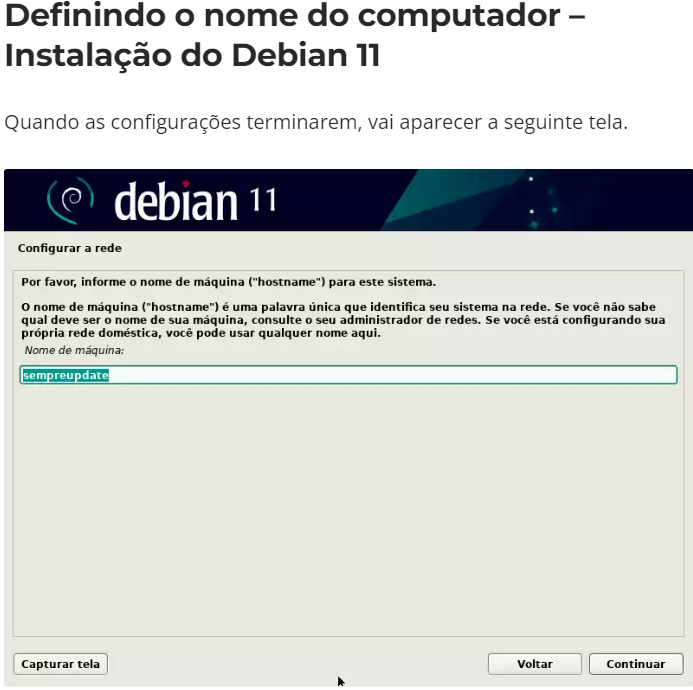 Definindo o nome do computador –
Instalação do Debian 11
Quando as configurações terminarem, vai aparecer a seguinte tela.
debian 11
Configurar a rede
Por favor, informe o nome de máquina ("hostname") para este sistema.
O nome de máquina ("hostname") é uma palavra única que identifica seu sistema na rede. Se você não sabe
qual deve ser o nome de sua máquina, consulte o seu administrador de redes. Se você está configurando sua
própria rede doméstica, você pode usar qualquer nome aqui.
Nome de máquina:
sempreupdate
Capturar tela
Voltar
Continuar